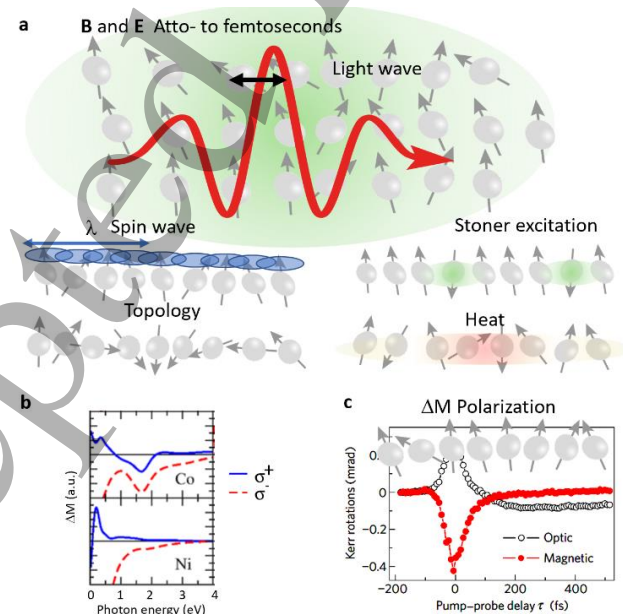 a
B and E Atto- to femtoseconds
Light wave
λ Spin wave
Stoner excitation
Topology
Heat
b
Co
Ni
σ+
σ-
ΔM (a.u.)
0 1 2 3 4
Photon energy (eV)
c
ΔM Polarization
Kerr rotations (mrad)
0
−0.2
−0.4
Optic
Magnetic
−200 0 200 400
Pump–probe delay τ (fs)